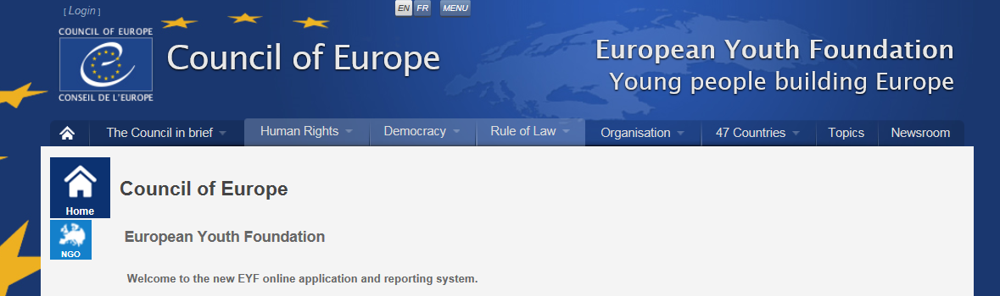 [ Login ]
EN FR MENU
COUNCIL OF EUROPE
CONSEIL DE L'EUROPE
Council of Europe
European Youth Foundation
Young people building Europe
The Council in brief Human Rights Democracy Rule of Law Organisation 47 Countries Topics Newsroom
Home
NGO
Council of Europe
European Youth Foundation
Welcome to the new EYF online application and reporting system.